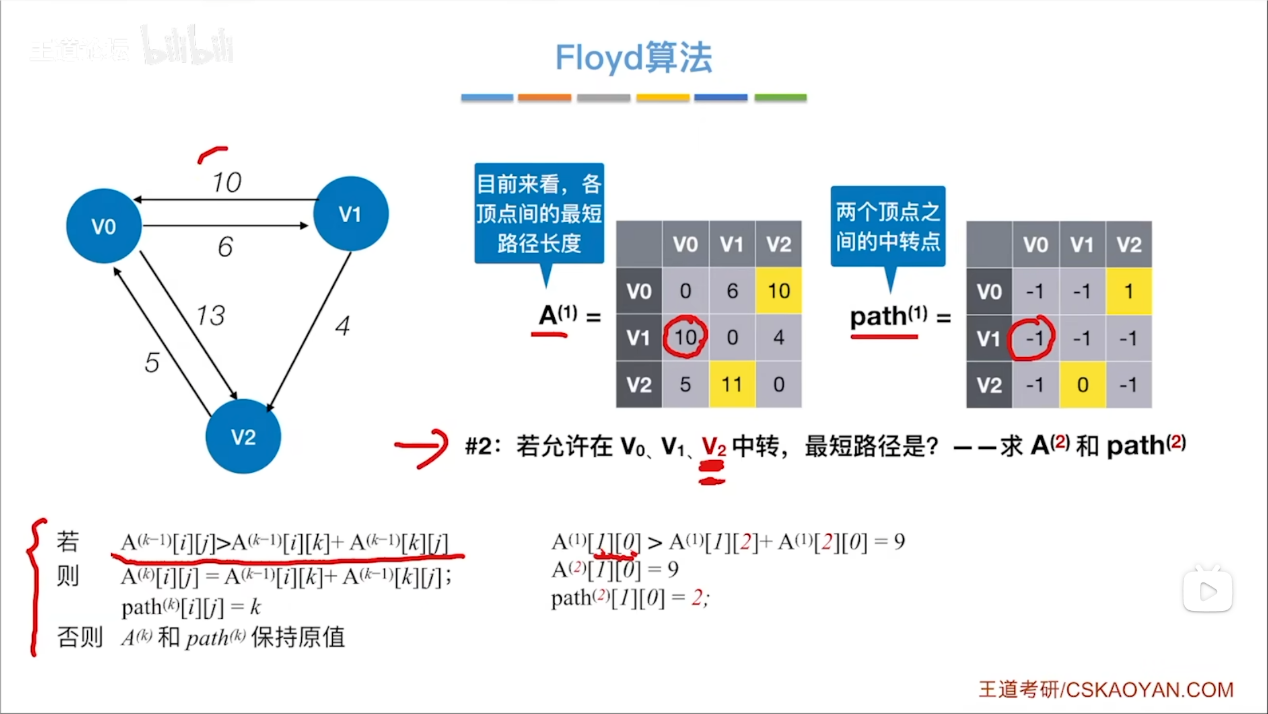 王道论坛 bilibili
Floyd算法
10
V1
V0
6
13
4
5
V2
目前来看，各
顶点间的最短
路径长度
A(1) =
V0 V1 V2
V0 0 6 10
V1 10 0 4
V2 5 11 0
两个顶点之
间的中转点
path(1) =
V0 V1 V2
V0 -1 -1 1
V1 -1 -1 -1
V2 -1 0 -1
#2：若允许在 V0、V1、V2 中转，最短路径是？——求 A(2) 和 path(2)
若 A(k−1)[i][j]>A(k−1)[i][k]+ A(k−1)[k][j]
则 A(k)[i][j] = A(k−1)[i][k]+ A(k−1)[k][j]；
path(k)[i][j] = k
否则 A(k) 和 path(k) 保持原值
A(1)[1][0] > A(1)[1][2]+ A(1)[2][0] = 9
A(2)[1][0] = 9
path(2)[1][0] = 2;
王道考研/CSKAOYAN.COM